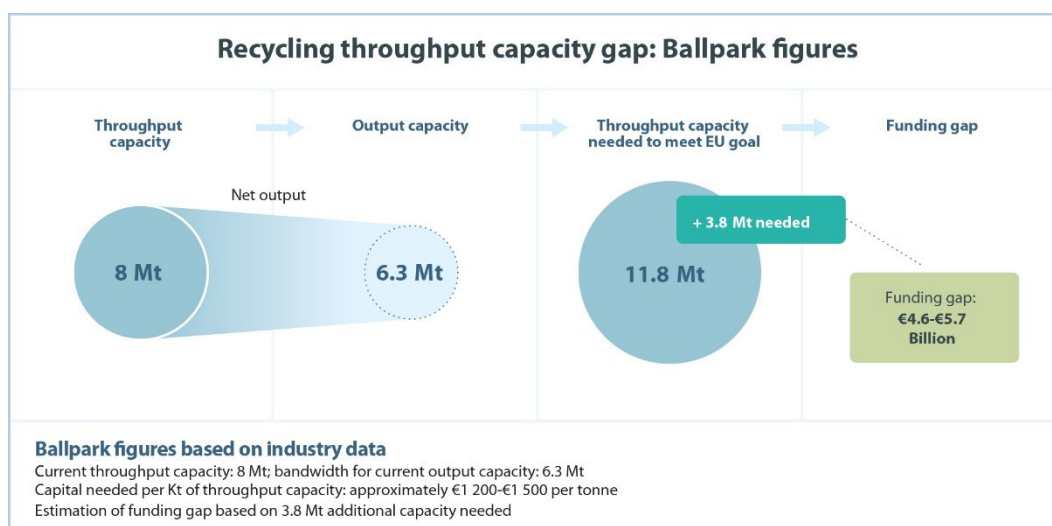 Recycling throughput capacity gap: Ballpark figures
Throughput
capacity
Output capacity
Throughput capacity
needed to meet EU goal
Funding gap
Net output
8 Mt
6.3 Mt
11.8 Mt
+ 3.8 Mt needed
Funding gap:
€4.6-€5.7
Billion
Ballpark figures based on industry data
Current throughput capacity: 8 Mt; bandwidth for current output capacity: 6.3 Mt
Capital needed per Kt of throughput capacity: approximately €1 200-€1 500 per tonne
Estimation of funding gap based on 3.8 Mt additional capacity needed